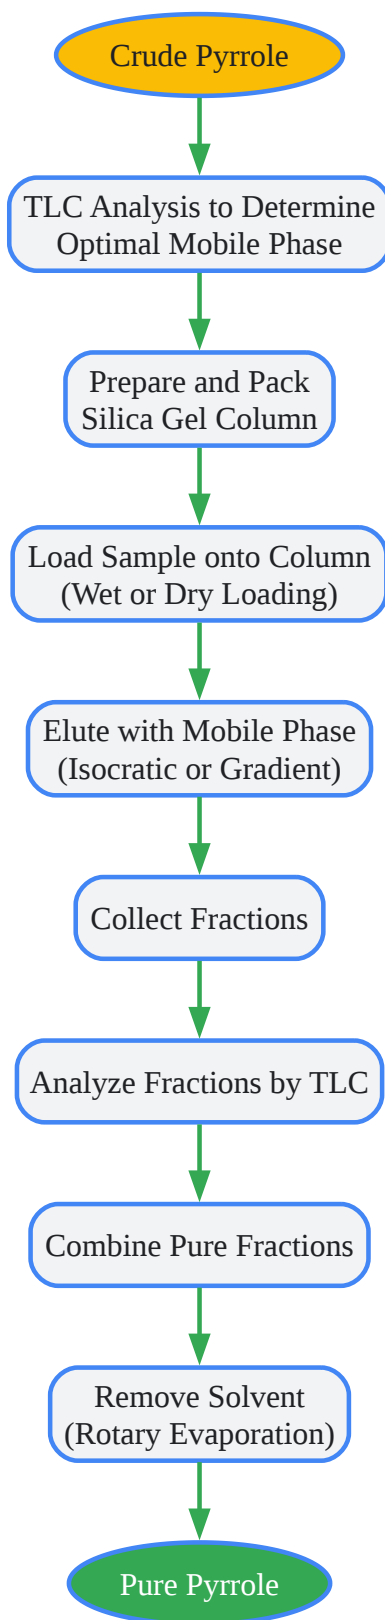 Crude Pyrrole
TLC Analysis to Determine
Optimal Mobile Phase
Prepare and Pack
Silica Gel Column
Load Sample onto Column
(Wet or Dry Loading)
Elute with Mobile Phase
(Isocratic or Gradient)
Collect Fractions
Analyze Fractions by TLC
Combine Pure Fractions
Remove Solvent
(Rotary Evaporation)
Pure Pyrrole